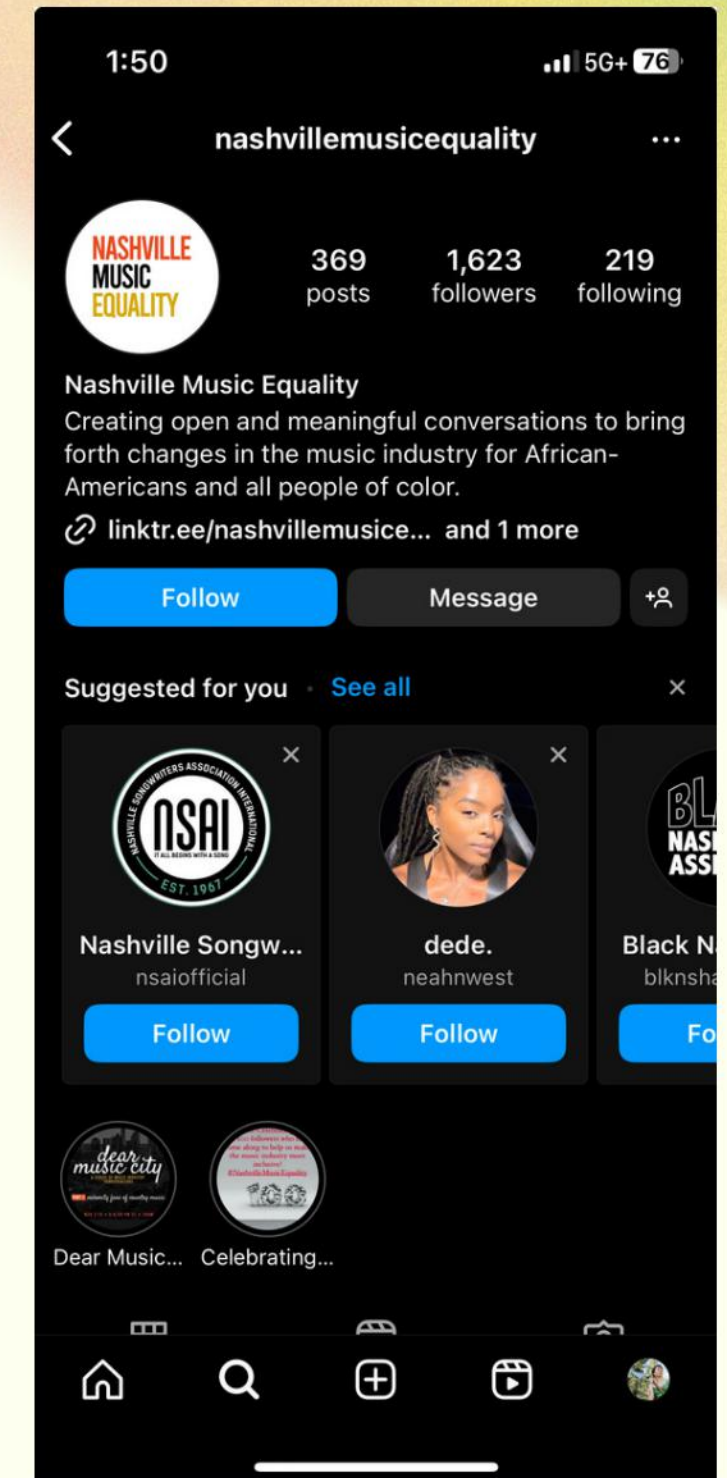 1:50
5G+ 76
nashvillemusicequality
NASHVILLE
MUSIC
EQUALITY
369 1,623 219
posts followers following
Nashville Music Equality
Creating open and meaningful conversations to bring
forth changes in the music industry for African-
Americans and all people of color.
linktr.ee/nashvillemusice... and 1 more
Follow Message
Suggested for you · See all
NASHVILLE SONGWRITERS ASSOCIATION INTERNATIONAL
NSAI
IT ALL BEGINS WITH A SONG
EST. 1967
BLA
NASH
ASSE
Nashville Songw... dede. Black N
nsaiofficial neahnwest blknsha
Follow Follow Fo
dear
music city
Dear Music... Celebrating...